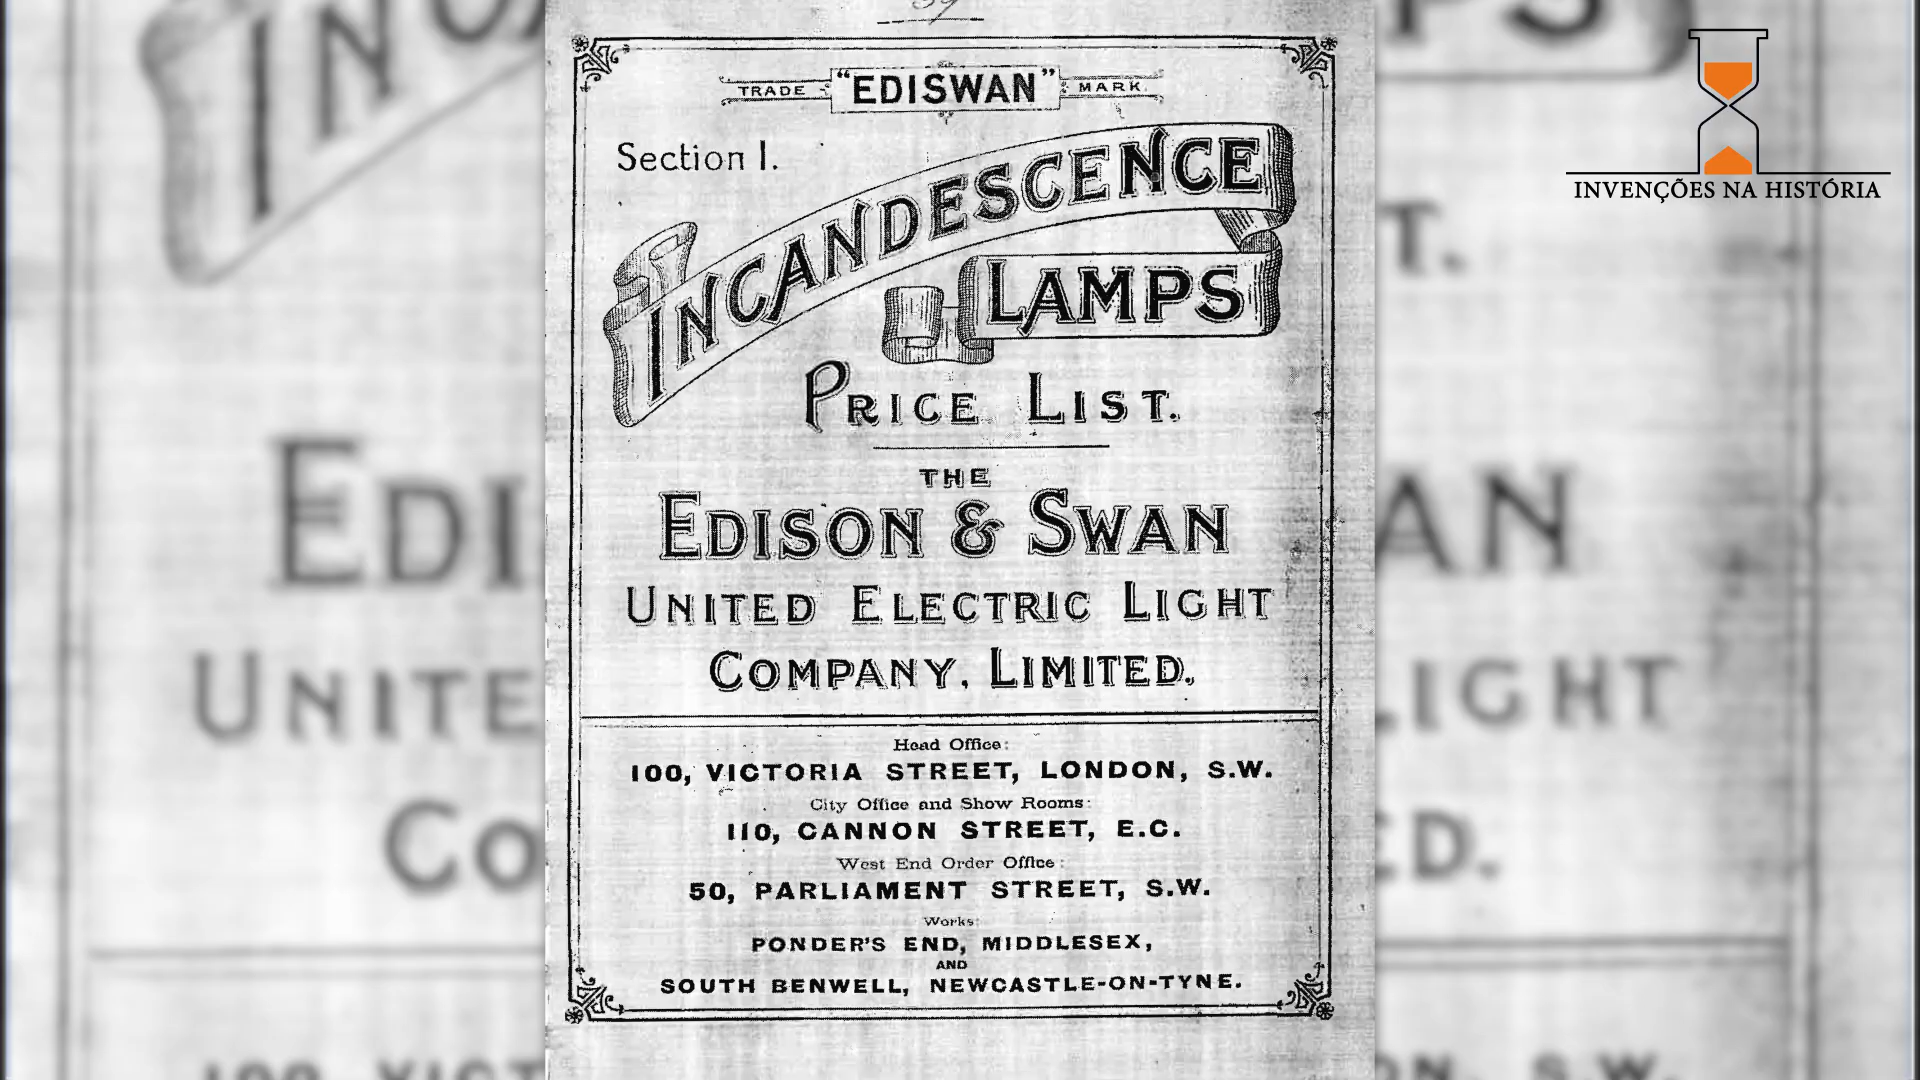 TRADE "EDISWAN" MARK.
Section I.
INCANDESCENCE
LAMPS
PRICE LIST.
THE
EDISON & SWAN
UNITED ELECTRIC LIGHT
COMPANY, LIMITED.
Head Office:
100, VICTORIA STREET, LONDON, S.W.
City Office and Show Rooms:
110, CANNON STREET, E.C.
West End Order Office:
50, PARLIAMENT STREET, S.W.
Works:
PONDER'S END, MIDDLESEX,
AND
SOUTH BENWELL, NEWCASTLE-ON-TYNE.
INVENÇÕES NA HISTÓRIA